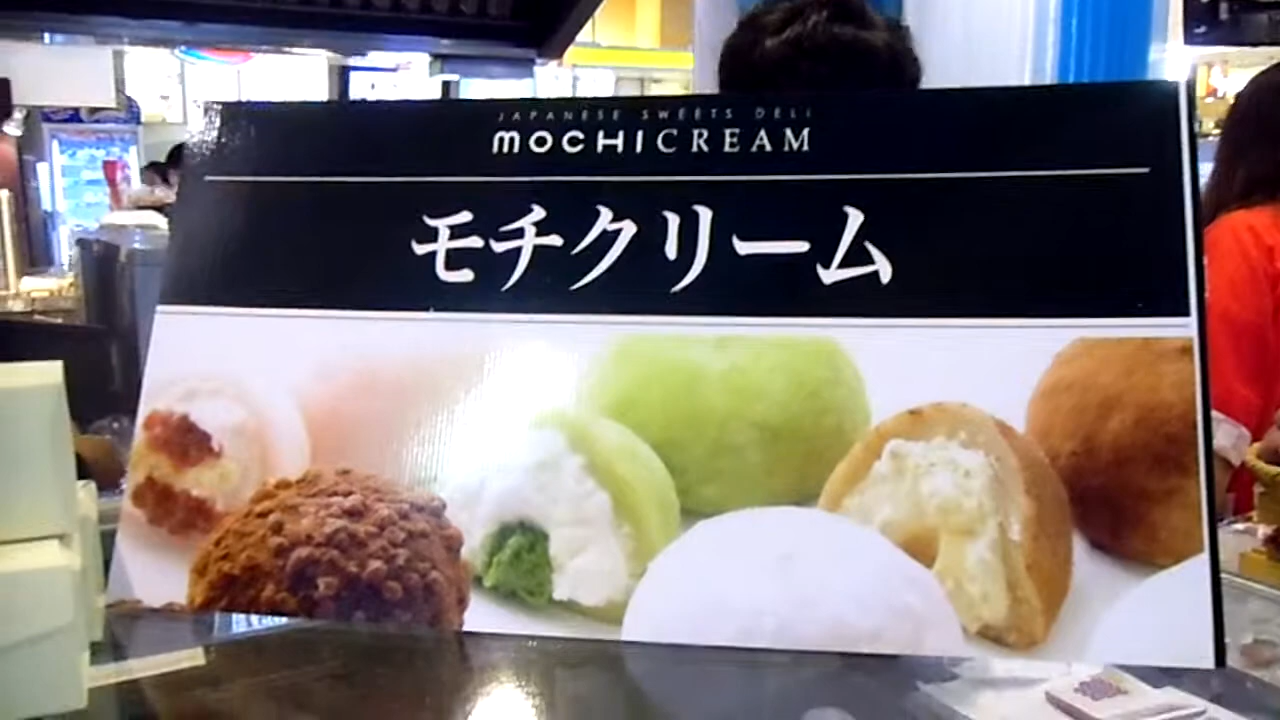 JAPANESE SWEETS DELI
MOCHICREAM
モチクリーム